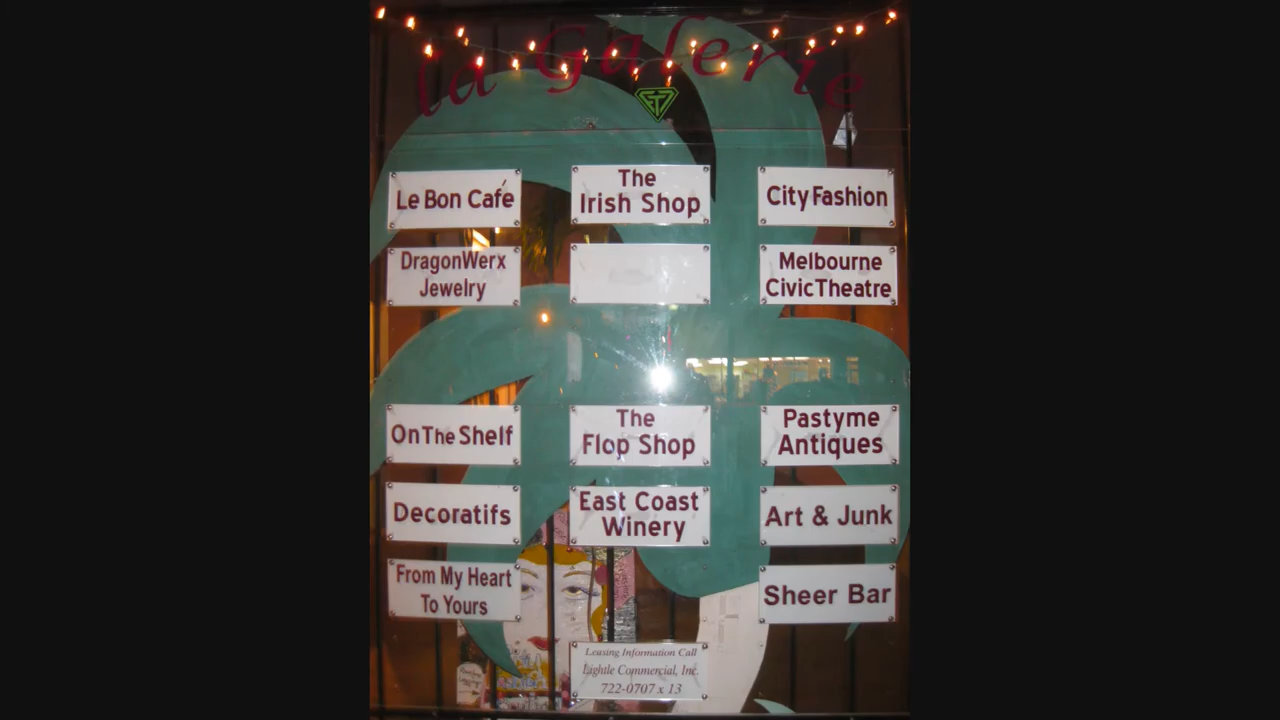 la Galerie
Le Bon Café
The
Irish Shop
City Fashion
DragonWerx
Jewelry
Melbourne
Civic Theatre
On The Shelf
The
Flop Shop
Pastyme
Antiques
Decoratifs
East Coast
Winery
Art & Junk
From My Heart
To Yours
Sheer Bar
Leasing Information Call
Lightle Commercial, Inc.
722-0707 x 13